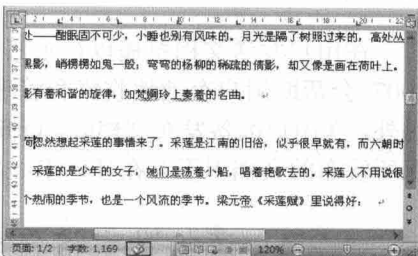 处——酣眠固不可少，小睡也别有风味的。月光是隔了树照过来的，高处丛
黑影，峭楞楞如鬼一般；弯弯的杨柳的稀疏的倩影，却又像是画在荷叶上。
影有着和谐的旋律，如梵婀玲上奏着的名曲。
忽然想起采莲的事情来了。采莲是江南的旧俗，似乎很早就有，而六朝时
采莲的是少年的女子，她们是荡着小船，唱着艳歌去的。采莲人不用说很
个热闹的季节，也是一个风流的季节。梁元帝《采莲赋》里说得好：
页面: 1/2 字数: 1,169 120%